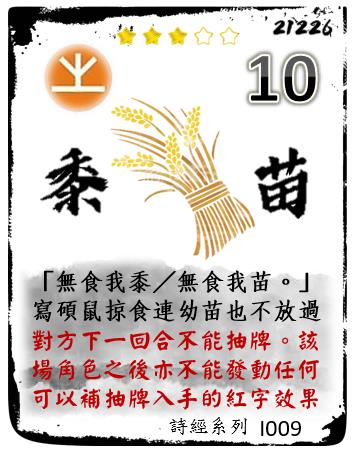 21226
10
黍 苗
「無食我黍／無食我苗。」
寫碩鼠掠食連幼苗也不放過
對方下一回合不能抽牌。該
場角色之後亦不能發動任何
可以補抽牌入手的紅字效果
詩經系列 I009